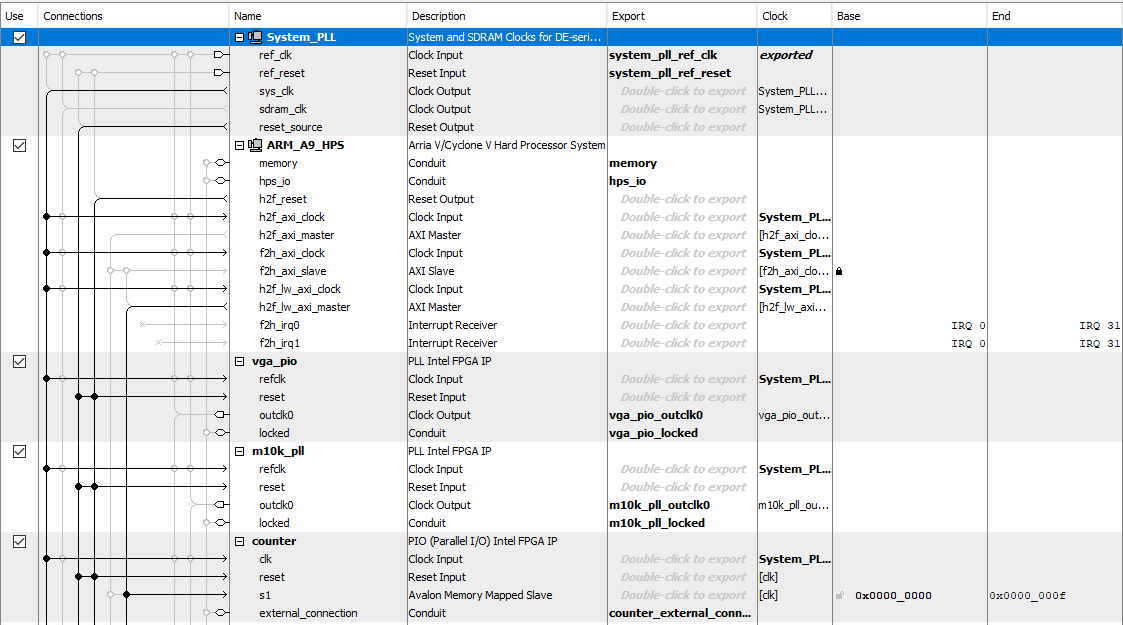 Use Connections Name Description Export Clock Base End
System_PLL System and SDRAM Clocks for DE-seri...
ref_clk Clock Input system_pll_ref_clk exported
ref_reset Reset Input system_pll_ref_reset
sys_clk Clock Output Double-click to export System_PLL...
sdram_clk Clock Output Double-click to export System_PLL...
reset_source Reset Output Double-click to export
ARM_A9_HPS Arria V/Cyclone V Hard Processor System
memory Conduit memory
hps_io Conduit hps_io
h2f_reset Reset Output Double-click to export
h2f_axi_clock Clock Input Double-click to export System_PL...
h2f_axi_master AXI Master Double-click to export [h2f_axi_clo...
f2h_axi_clock Clock Input Double-click to export System_PL...
f2h_axi_slave AXI Slave Double-click to export [f2h_axi_clo...
h2f_lw_axi_clock Clock Input Double-click to export System_PL...
h2f_lw_axi_master AXI Master Double-click to export [h2f_lw_axi...
f2h_irq0 Interrupt Receiver Double-click to export IRQ 0 IRQ 31
f2h_irq1 Interrupt Receiver Double-click to export IRQ 0 IRQ 31
vga_pio PLL Intel FPGA IP
refclk Clock Input Double-click to export System_PL...
reset Reset Input Double-click to export
outclk0 Clock Output vga_pio_outclk0 vga_pio_out...
locked Conduit vga_pio_locked
m10k_pll PLL Intel FPGA IP
refclk Clock Input Double-click to export System_PL...
reset Reset Input Double-click to export
outclk0 Clock Output m10k_pll_outclk0 m10k_pll_ou...
locked Conduit m10k_pll_locked
counter PIO (Parallel I/O) Intel FPGA IP
clk Clock Input Double-click to export System_PL...
reset Reset Input Double-click to export [clk]
s1 Avalon Memory Mapped Slave Double-click to export [clk] 0x0000_0000 0x0000_000f
external_connection Conduit counter_external_conn...